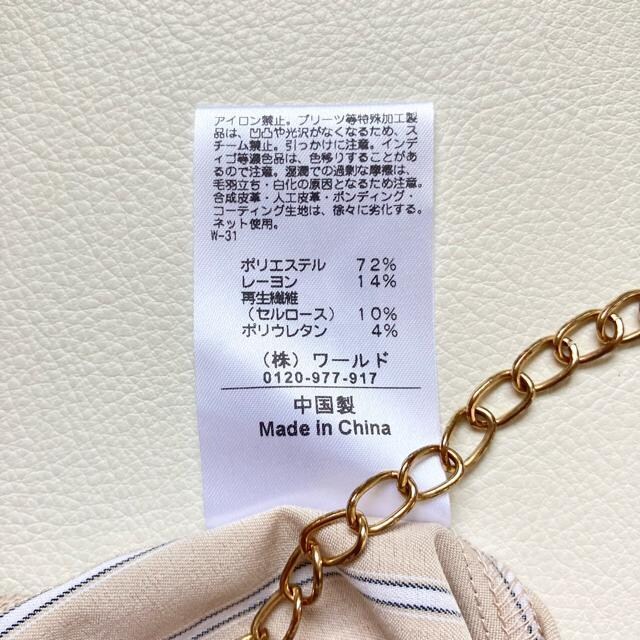 アイロン禁止。プリーツ等特殊加工製
品は、凹凸や光沢がなくなるため、ス
チーム禁止。引っかけに注意。インデ
ィゴ等濃色品は、色移りすることがあ
るので注意。湿潤での過剰な摩擦は、
毛羽立ち・白化の原因となるため注意。
合成皮革・人工皮革・ボンディング・
コーティング生地は、徐々に劣化する。
ネット使用。
W-31
ポリエステル 72%
レーヨン 14%
再生繊維
(セルロース) 10%
ポリウレタン 4%
(株) ワールド
0120-977-917
中国製
Made in China